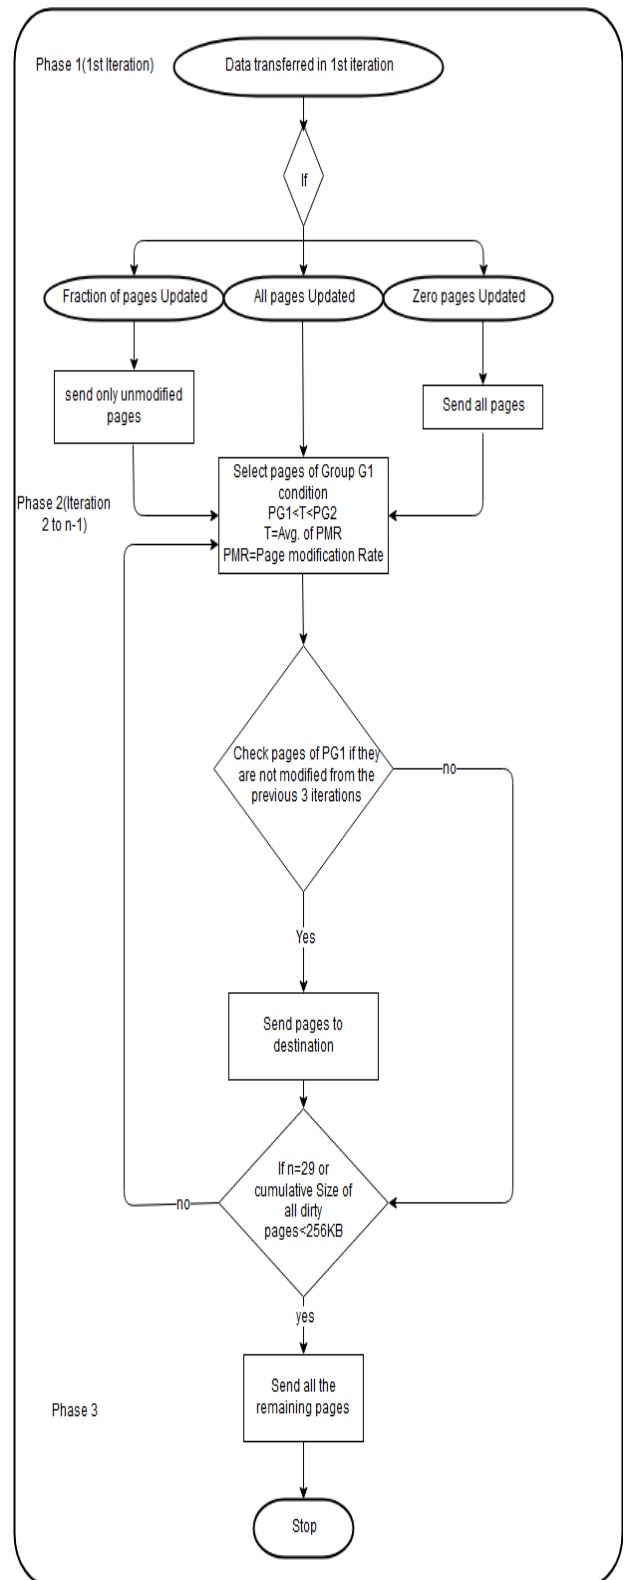 Phase 1(1st Iteration)
Data transferred in 1st iteration
If
Fraction of pages Updated
All pages Updated
Zero pages Updated
send only unmodified
pages
Send all pages
Phase 2(Iteration
2 to n-1)
Select pages of Group G1
condition
PG1<T<PG2
T=Avg. of PMR
PMR=Page modification Rate
Check pages of PG1 if they
are not modified from the
previous 3 iterations
no
Yes
Send pages to
destination
If n=29 or
cumulative Size of
all dirty
pages<256KB
no
yes
Send all the
remaining pages
Phase 3
Stop